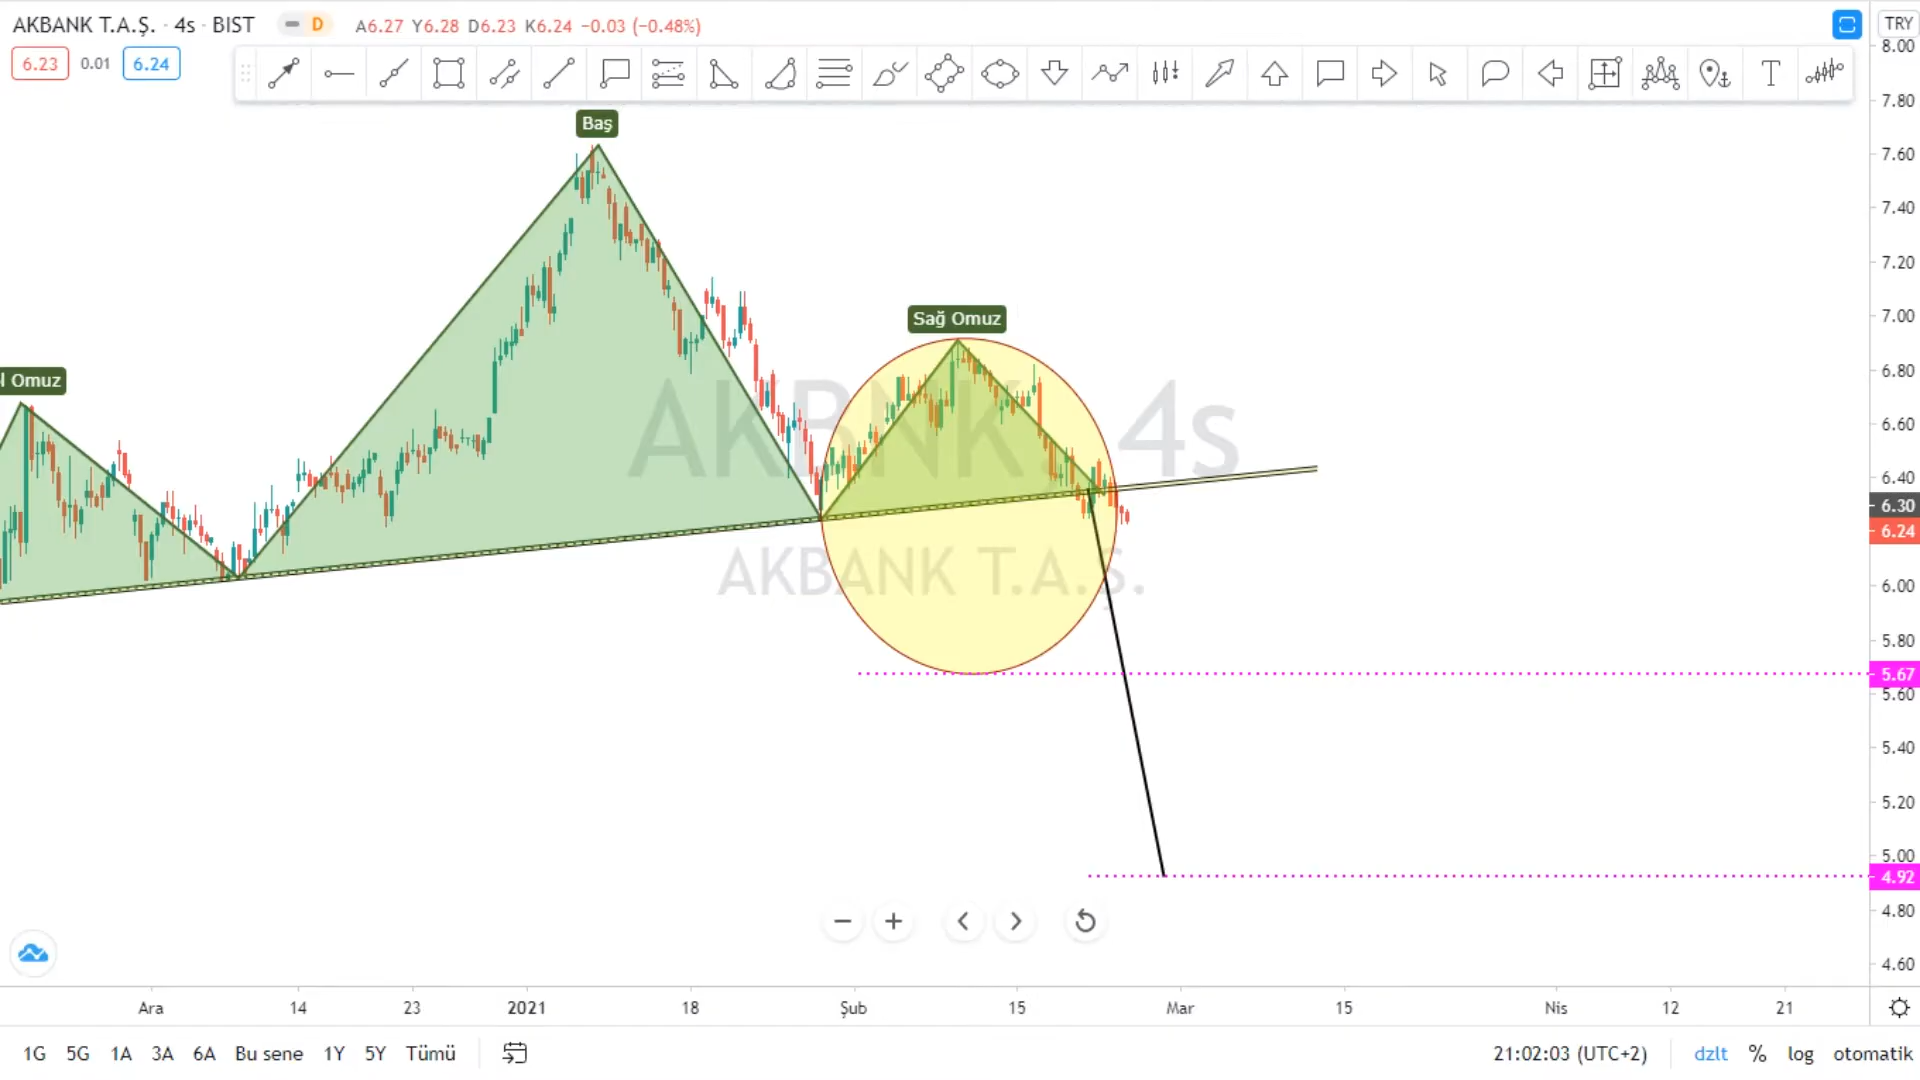 AKBANK T.A.Ş. · 4s · BIST D A6.27 Y6.28 D6.23 K6.24 −0.03 (−0.48%)
6.23 0.01 6.24
TRY
8.00
7.80
7.60
7.40
7.20
7.00
6.80
6.60
6.40
6.30
6.24
6.00
5.80
5.67
5.60
5.40
5.20
5.00
4.92
4.80
4.60
Baş
Sağ Omuz
l Omuz
AKBNK, 4s
AKBANK T.A.Ş.
Ara 14 23 2021 18 Şub 15 Mar 15 Nis 12 21
1G 5G 1A 3A 6A Bu sene 1Y 5Y Tümü 21:02:03 (UTC+2) dzlt % log otomatik